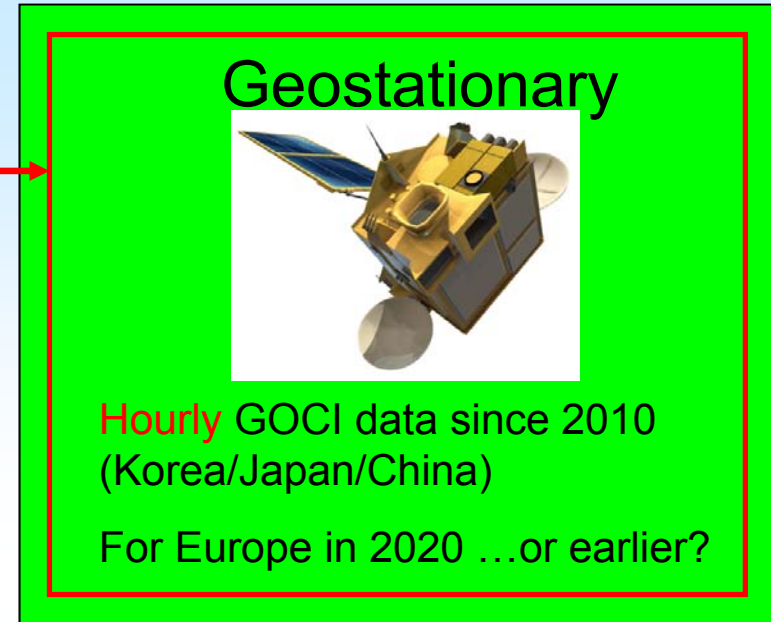 Geostationary
Hourly GOCI data since 2010
(Korea/Japan/China)
For Europe in 2020 ...or earlier?